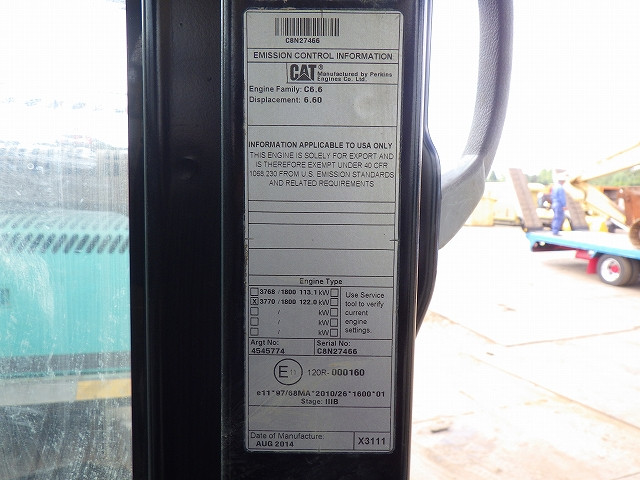 C8N27466
EMISSION CONTROL INFORMATION
CAT® Manufactured by Perkins
Engines Co. Ltd.
Engine Family: C6.6
Displacement: 6.60
INFORMATION APPLICABLE TO USA ONLY
THIS ENGINE IS SOLELY FOR EXPORT AND
IS THEREFORE EXEMPT UNDER 40 CFR
1068.230 FROM U.S. EMISSION STANDARDS
AND RELATED REQUIREMENTS
Engine Type
3768 / 1800 113.1 kW
X 3770 / 1800 122.0 kW
/ kW
/ kW
/ kW
Use Service
tool to verify
current
engine
settings.
Argt No: Serial No:
4545774 C8N27466
E 11 120R-000160
e11*97/68MA*2010/26*1600*01
Stage: IIIB
Date of Manufacture:
AUG 2014 X3111